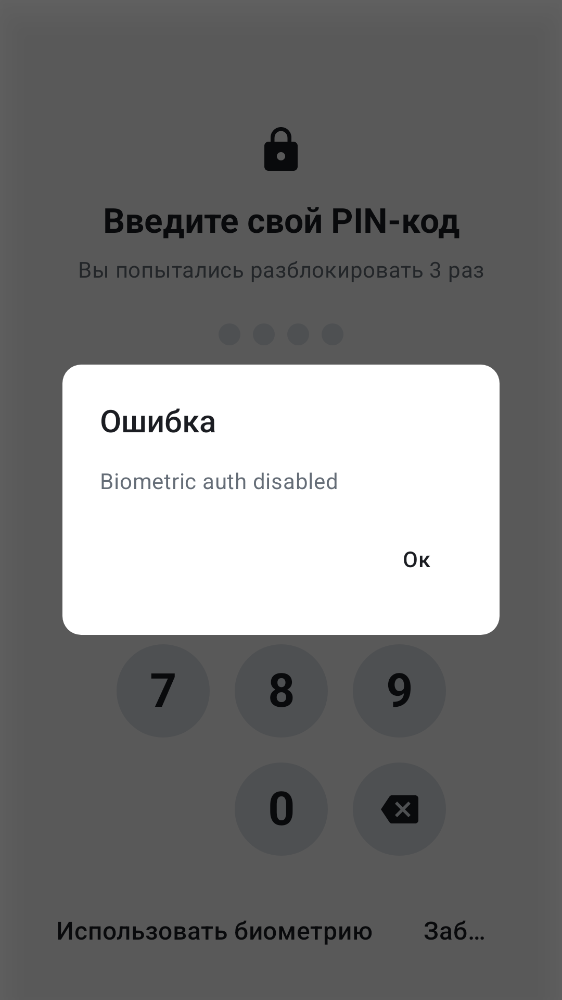 Введите свой PIN-код
Вы попытались разблокировать 3 раз
Ошибка
Biometric auth disabled
Ок
7 8 9
0
Использовать биометрию Заб...